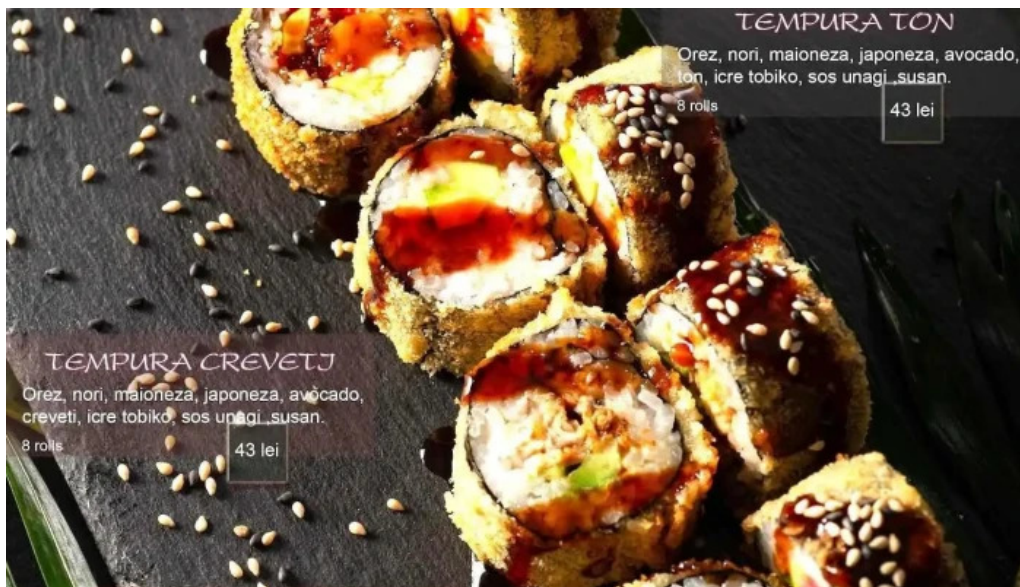 TEMPURA TON
Orez, nori, maioneza, japoneza, avocado,
ton, icre tobiko, sos unagi ,susan.
8 rolls
43 lei
TEMPURA CREVETI
Orez, nori, maioneza, japoneza, avocado,
creveti, icre tobiko, sos unagi ,susan.
8 rolls
43 lei